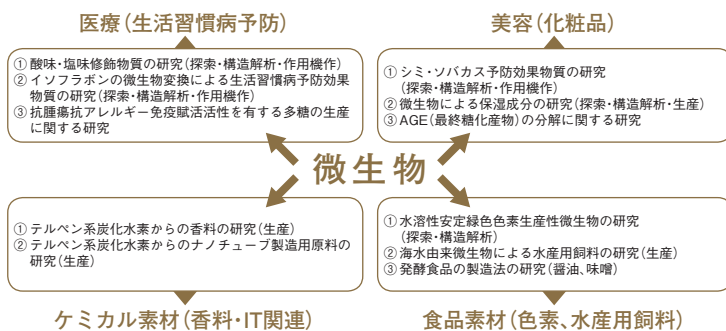 医療(生活習慣病予防)
① 酸味・塩味修飾物質の研究(探索・構造解析・作用機作)
② イソフラボンの微生物変換による生活習慣病予防効果
物質の研究(探索・構造解析・作用機作)
③ 抗腫瘍抗アレルギー免疫賦活活性を有する多糖の生産
に関する研究
美容(化粧品)
① シミ・ソバカス予防効果物質の研究
(探索・構造解析・作用機作)
② 微生物による保湿成分の研究(探索・構造解析・生産)
③ AGE(最終糖化産物)の分解に関する研究
微生物
① テルペン系炭化水素からの香料の研究(生産)
② テルペン系炭化水素からのナノチューブ製造用原料の
研究(生産)
ケミカル素材(香料・IT関連)
① 水溶性安定緑色色素生産性微生物の研究
(探索・構造解析)
② 海水由来微生物による水産用飼料の研究(生産)
③ 発酵食品の製造法の研究(醤油、味噌)
食品素材(色素、水産用飼料)